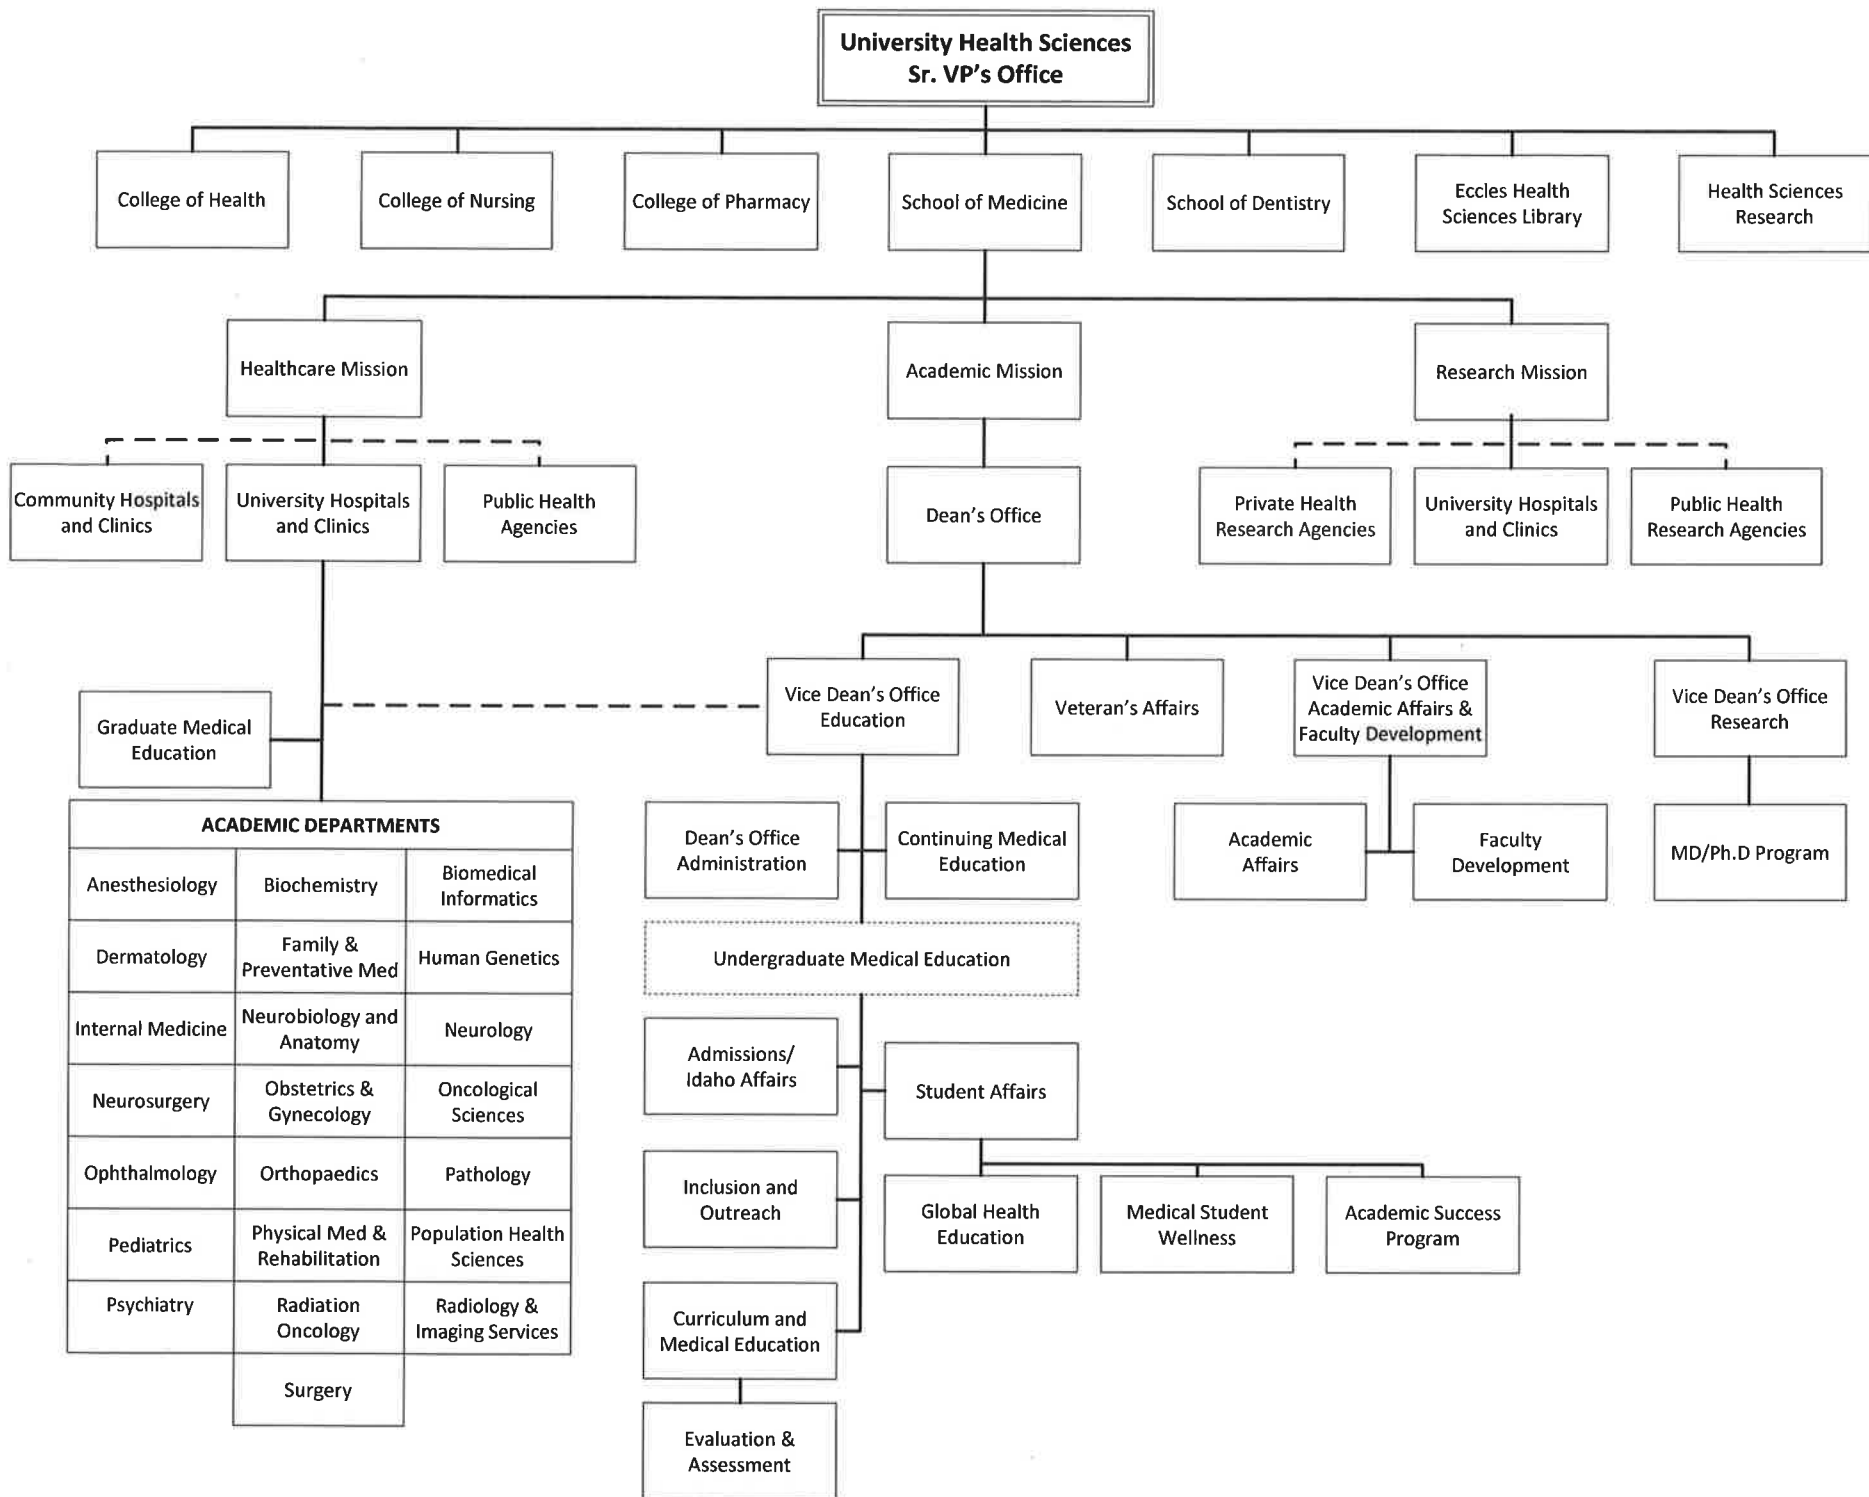 University Health Sciences
Sr. VP's Office
College of Health
College of Nursing
College of Pharmacy
School of Medicine
School of Dentistry
Eccles Health
Sciences Library
Health Sciences
Research
Healthcare Mission
Academic Mission
Research Mission
Community Hospitals
and Clinics
University Hospitals
and Clinics
Public Health
Agencies
Dean's Office
Private Health
Research Agencies
University Hospitals
and Clinics
Public Health
Research Agencies
Graduate Medical
Education
Vice Dean's Office
Education
Veteran's Affairs
Vice Dean's Office
Academic Affairs &
Faculty Development
Vice Dean's Office
Research
Dean's Office
Administration
Continuing Medical
Education
Academic
Affairs
Faculty
Development
MD/Ph.D Program
ACADEMIC DEPARTMENTS
Anesthesiology
Biochemistry
Biomedical
Informatics
Dermatology
Family &
Preventative Med
Human Genetics
Internal Medicine
Neurobiology and
Anatomy
Neurology
Neurosurgery
Obstetrics &
Gynecology
Oncological
Sciences
Ophthalmology
Orthopaedics
Pathology
Pediatrics
Physical Med &
Rehabilitation
Population Health
Sciences
Psychiatry
Radiation
Oncology
Radiology &
Imaging Services
Surgery
Undergraduate Medical Education
Admissions/
Idaho Affairs
Student Affairs
Inclusion and
Outreach
Global Health
Education
Medical Student
Wellness
Academic Success
Program
Curriculum and
Medical Education
Evaluation &
Assessment